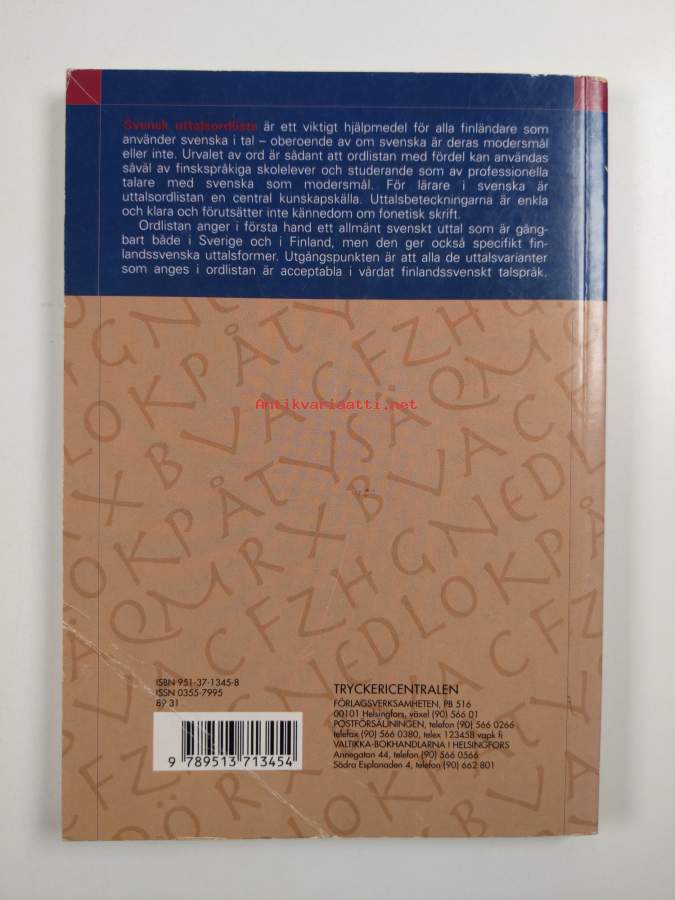 Svensk uttalsordlista är ett viktigt hjälpmedel för alla finländare som
använder svenska i tal – oberoende av om svenska är deras modersmål
eller inte. Urvalet av ord är sådant att ordlistan med fördel kan användas
såväl av finskspråkiga skolelever och studerande som av professionella
talare med svenska som modersmål. För lärare i svenska är
uttalsordlistan en central kunskapskälla. Uttalsbeteckningarna är enkla
och klara och förutsätter inte kännedom om fonetisk skrift.
Ordlistan anger i första hand ett allmänt svenskt uttal som är gång-
bart både i Sverige och i Finland, men den ger också specifikt fin-
landssvenska uttalsformer. Utgångspunkten är att alla de uttalsvarianter
som anges i ordlistan är acceptabla i vårdat finlandssvenskt talspråk.
Antikvariaatti.net
ISBN 951-37-1345-8
ISSN 0355-7995
89 31
9 789513 713454
TRYCKERICENTRALEN
FÖRLAGSVERKSAMHETEN, PB 516
00101 Helsingfors, växel (90) 566 01
POSTFÖRSÄLJNINGEN, telefon (90) 566 0266
telefax (90) 566 0380, telex 123458 vapk fi
VALTIKKA-BOKHANDLARNA I HELSINGFORS
Annegatan 44, telefon (90) 566 0566
Södra Esplanaden 4, telefon (90) 662 801